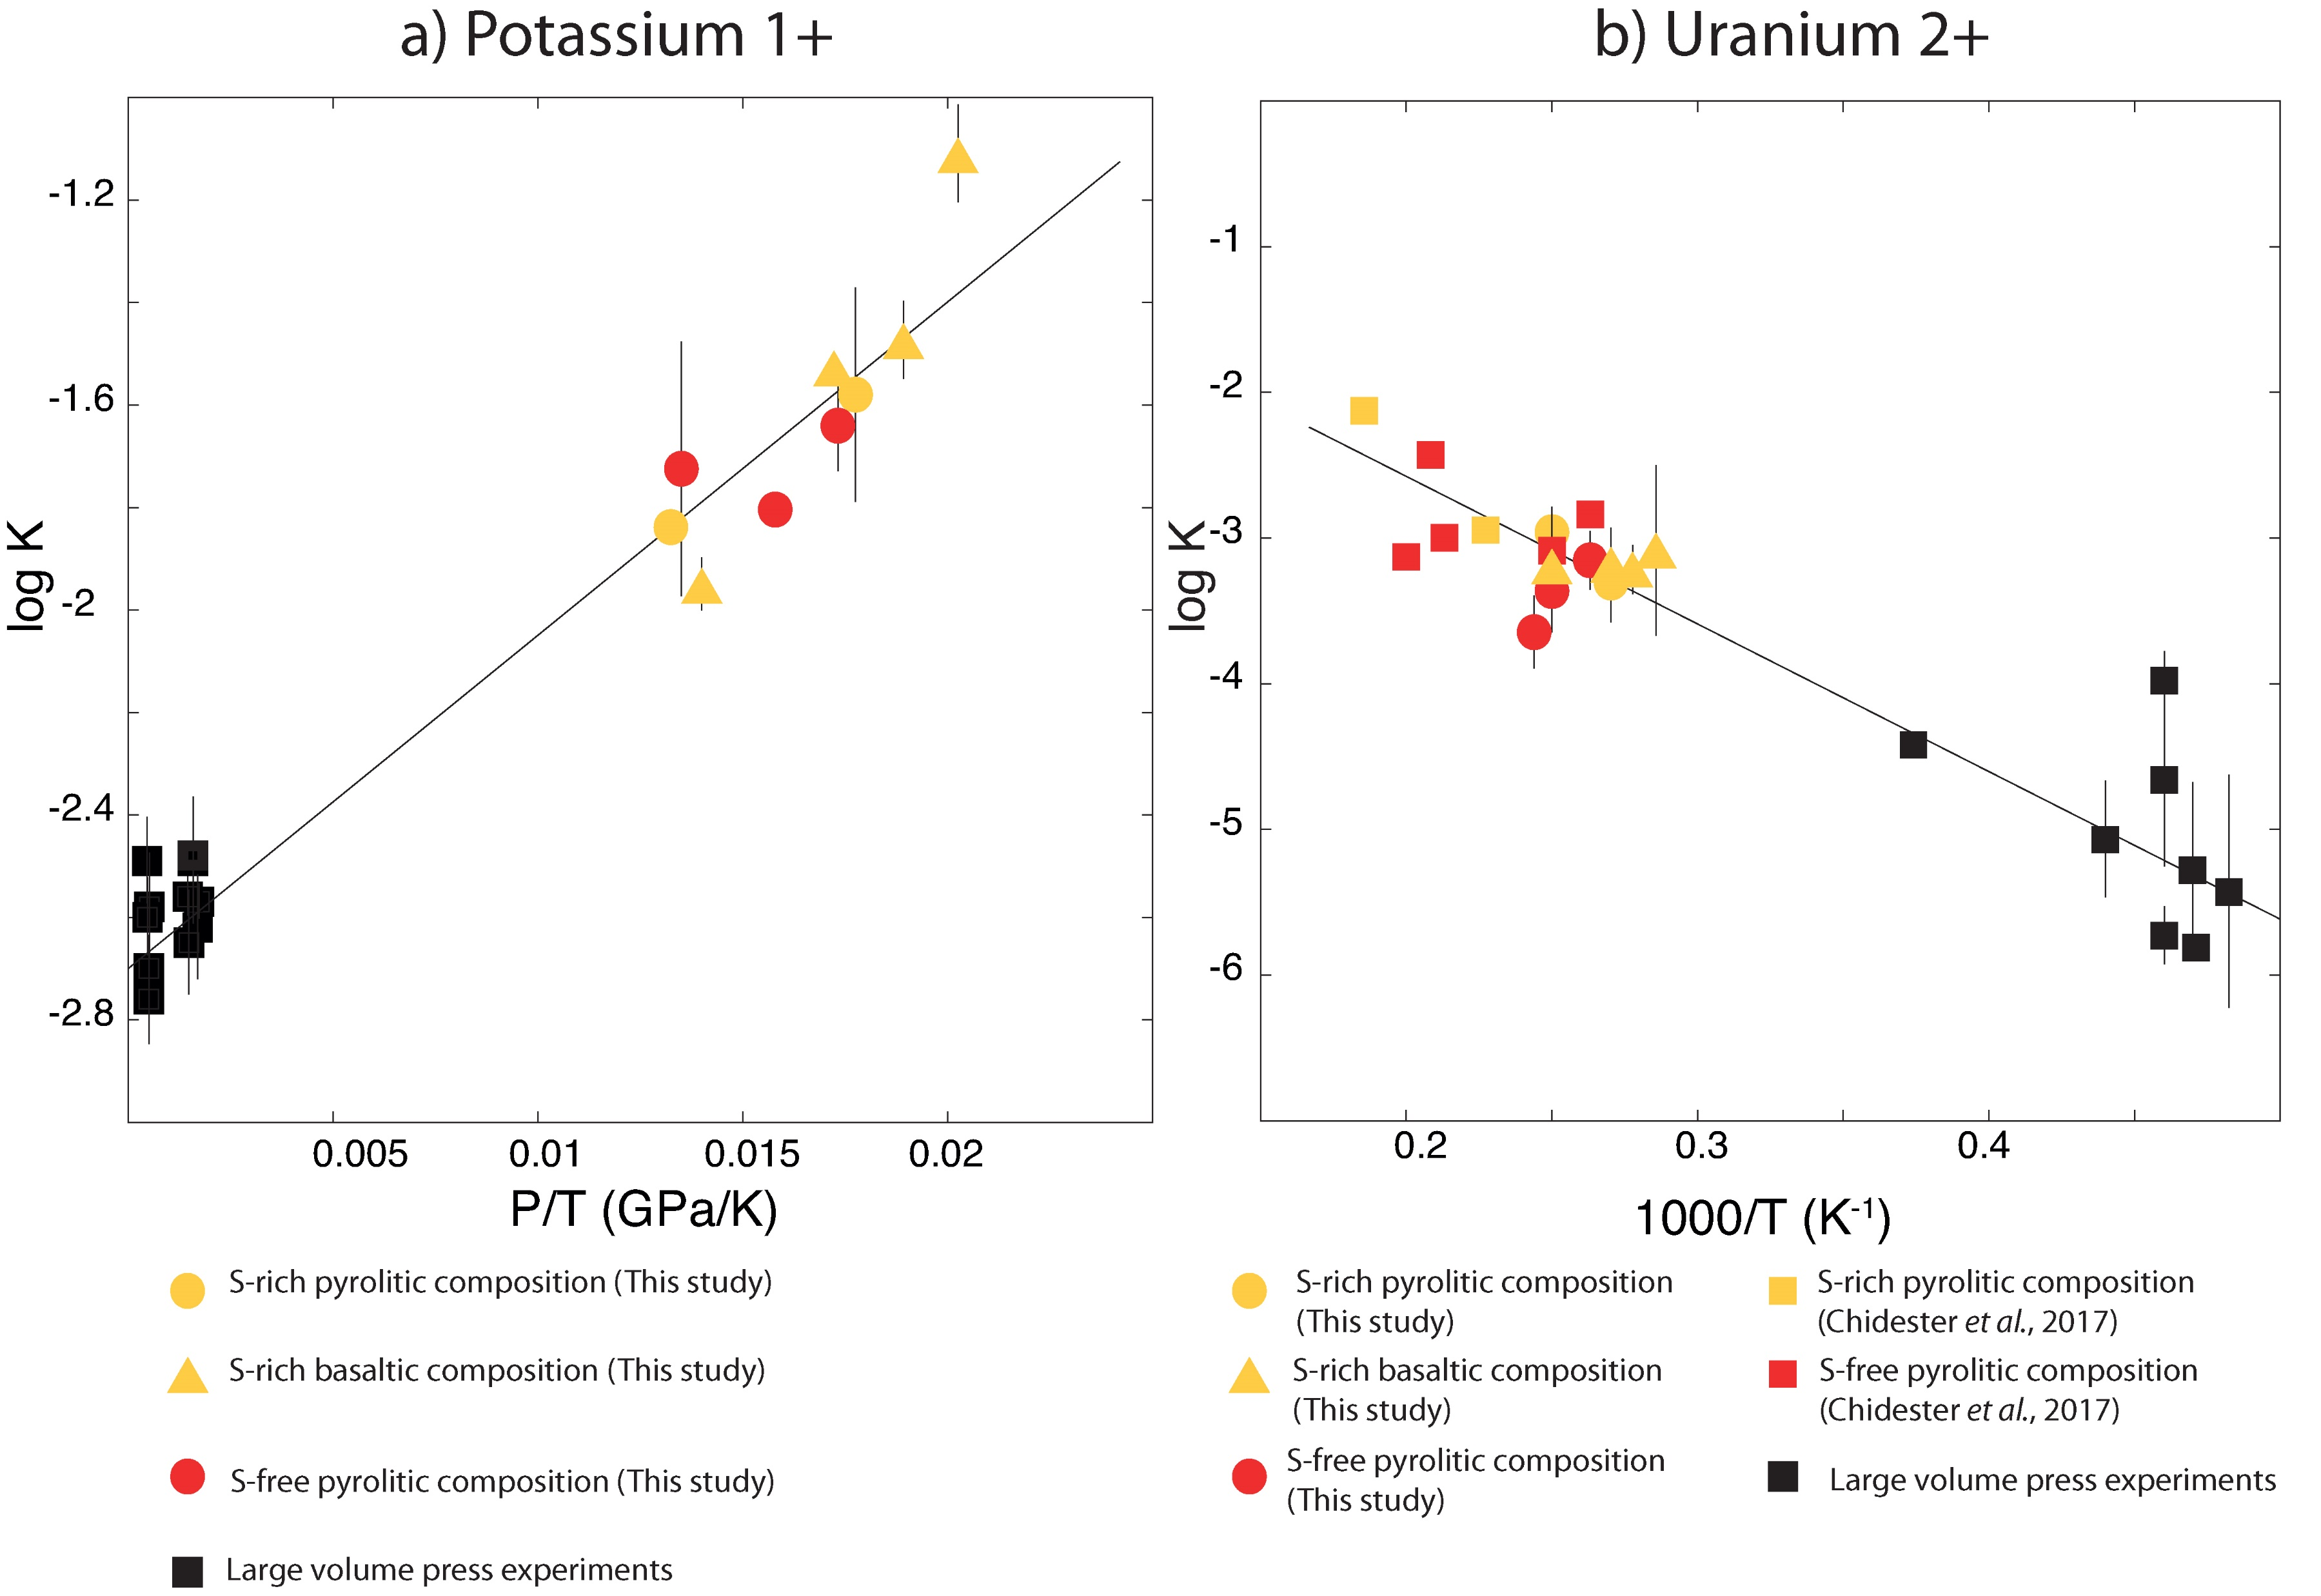 a) Potassium 1+
b) Uranium 2+
log K
-1.2
-1.6
-2
-2.4
-2.8
0.005 0.01 0.015 0.02
P/T (GPa/K)
log K
-1
-2
-3
-4
-5
-6
0.2 0.3 0.4
1000/T (K⁻¹)
S-rich pyrolitic composition (This study)
S-rich basaltic composition (This study)
S-free pyrolitic composition (This study)
Large volume press experiments
S-rich pyrolitic composition
(This study)
S-rich basaltic composition
(This study)
S-free pyrolitic composition
(This study)
S-rich pyrolitic composition
(Chidester et al., 2017)
S-free pyrolitic composition
(Chidester et al., 2017)
Large volume press experiments